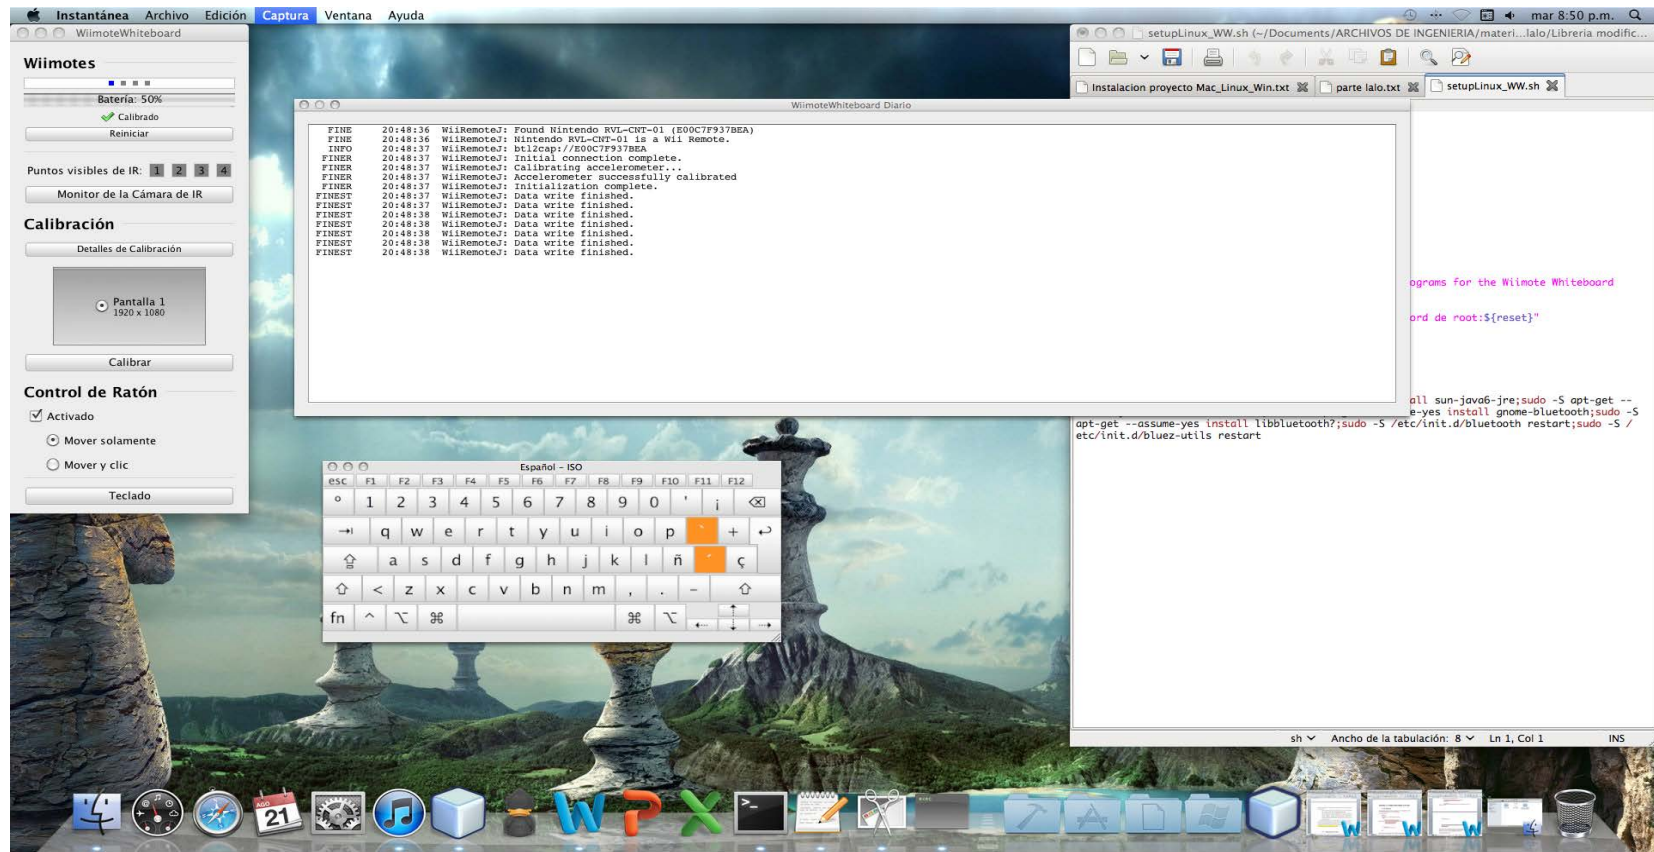 Instantánea Archivo Edición Captura Ventana Ayuda
mar 8:50 p.m.
WiimoteWhiteboard
Wiimotes
Batería: 50%
Calibrado
Reiniciar
Puntos visibles de IR: 1 2 3 4
Monitor de la Cámara de IR
Calibración
Detalles de Calibración
Pantalla 1
1920 x 1080
Calibrar
Control de Ratón
Activado
Mover solamente
Mover y clic
Teclado
WiimoteWhiteboard Diario
FINE 20:48:36 WiiRemoteJ: Found Nintendo RVL-CNT-01 (E00C7F937BEA)
FINE 20:48:36 WiiRemoteJ: Nintendo RVL-CNT-01 is a Wii Remote.
INFO 20:48:37 WiiRemoteJ: btl2cap://E00C7F937BEA
FINER 20:48:37 WiiRemoteJ: Initial connection complete.
FINER 20:48:37 WiiRemoteJ: Calibrating accelerometer...
FINER 20:48:37 WiiRemoteJ: Accelerometer successfully calibrated
FINER 20:48:37 WiiRemoteJ: Initialization complete.
FINEST 20:48:37 WiiRemoteJ: Data write finished.
FINEST 20:48:37 WiiRemoteJ: Data write finished.
FINEST 20:48:38 WiiRemoteJ: Data write finished.
FINEST 20:48:38 WiiRemoteJ: Data write finished.
FINEST 20:48:38 WiiRemoteJ: Data write finished.
FINEST 20:48:38 WiiRemoteJ: Data write finished.
FINEST 20:48:38 WiiRemoteJ: Data write finished.
setupLinux_WW.sh (~/Documents/ARCHIVOS DE INGENIERIA/materi...lalo/Libreria modific...
Instalacion proyecto Mac_Linux_Win.txt parte lalo.txt setupLinux_WW.sh
ograms for the Wiimote Whiteboard
ord de root:${reset}"
all sun-java6-jre;sudo -S apt-get --
e-yes install gnome-bluetooth;sudo -S
apt-get --assume-yes install libbluetooth?;sudo -S /etc/init.d/bluetooth restart;sudo -S /
etc/init.d/bluez-utils restart
sh Ancho de la tabulación: 8 Ln 1, Col 1 INS
Español - ISO
esc F1 F2 F3 F4 F5 F6 F7 F8 F9 F10 F11 F12
º 1 2 3 4 5 6 7 8 9 0 ' ¡
q w e r t y u i o p ` +
a s d f g h j k l ñ ´ ç
< z x c v b n m , . -
fn ^ ⌥ ⌘ ⌘ ⌥
AGO
21